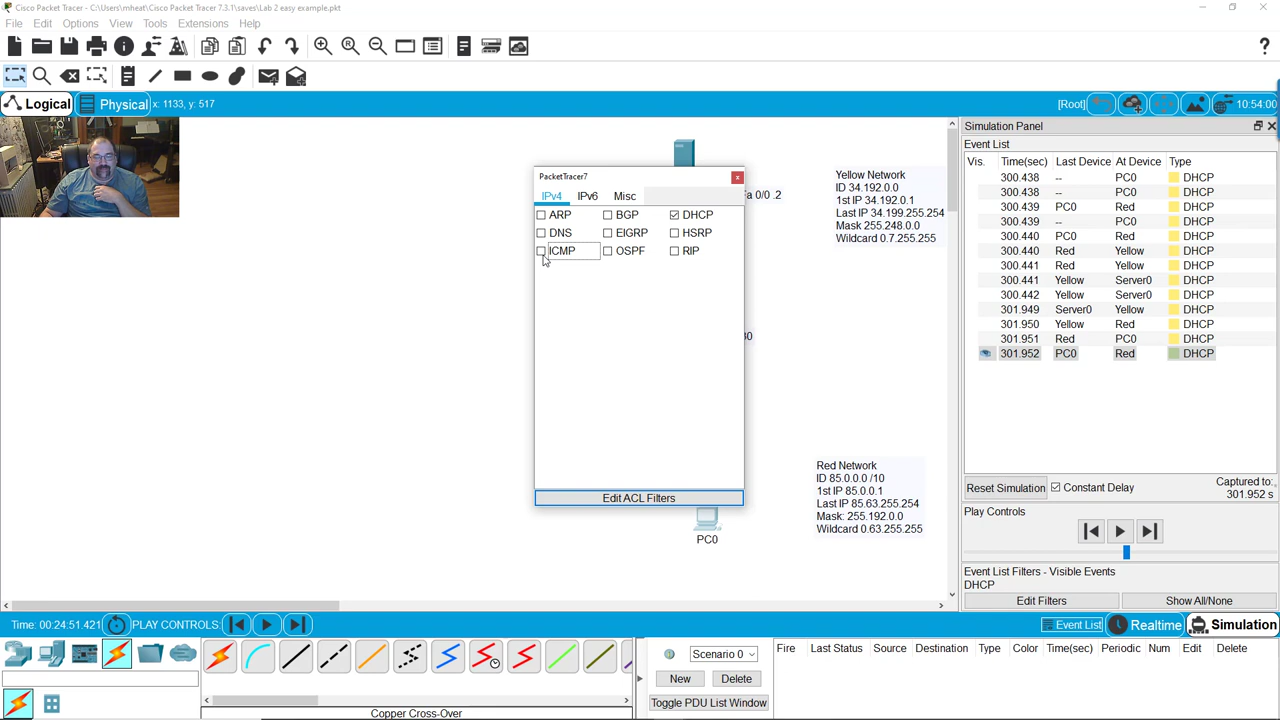 Cisco Packet Tracer - C:\Users\mheat\Cisco Packet Tracer 7.3.1\saves\Lab 2 easy example.pkt
File Edit Options View Tools Extensions Help
Logical Physical x: 1133, y: 517 [Root] 10:54:00
PacketTracer7
IPv4 IPv6 Misc
ARP BGP DHCP
DNS EIGRP HSRP
ICMP OSPF RIP
Edit ACL Filters
Fa 0/0 .2
30
PC0
Yellow Network
ID 34.192.0.0
1st IP 34.192.0.1
Last IP 34.199.255.254
Mask 255.248.0.0
Wildcard 0.7.255.255
Red Network
ID 85.0.0.0 /10
1st IP 85.0.0.1
Last IP 85.63.255.254
Mask: 255.192.0.0
Wildcard 0.63.255.255
Simulation Panel
Event List
Vis. Time(sec) Last Device At Device Type
300.438 -- PC0 DHCP
300.438 -- PC0 DHCP
300.439 PC0 Red DHCP
300.439 -- PC0 DHCP
300.440 PC0 Red DHCP
300.440 Red Yellow DHCP
300.441 Red Yellow DHCP
300.441 Yellow Server0 DHCP
300.442 Yellow Server0 DHCP
301.949 Server0 Yellow DHCP
301.950 Yellow Red DHCP
301.951 Red PC0 DHCP
301.952 PC0 Red DHCP
Reset Simulation Constant Delay Captured to:
301.952 s
Play Controls
Event List Filters - Visible Events
DHCP
Edit Filters Show All/None
Time: 00:24:51.421 PLAY CONTROLS: Event List Realtime Simulation
Scenario 0
New Delete
Toggle PDU List Window
Fire Last Status Source Destination Type Color Time(sec) Periodic Num Edit Delete
Copper Cross-Over